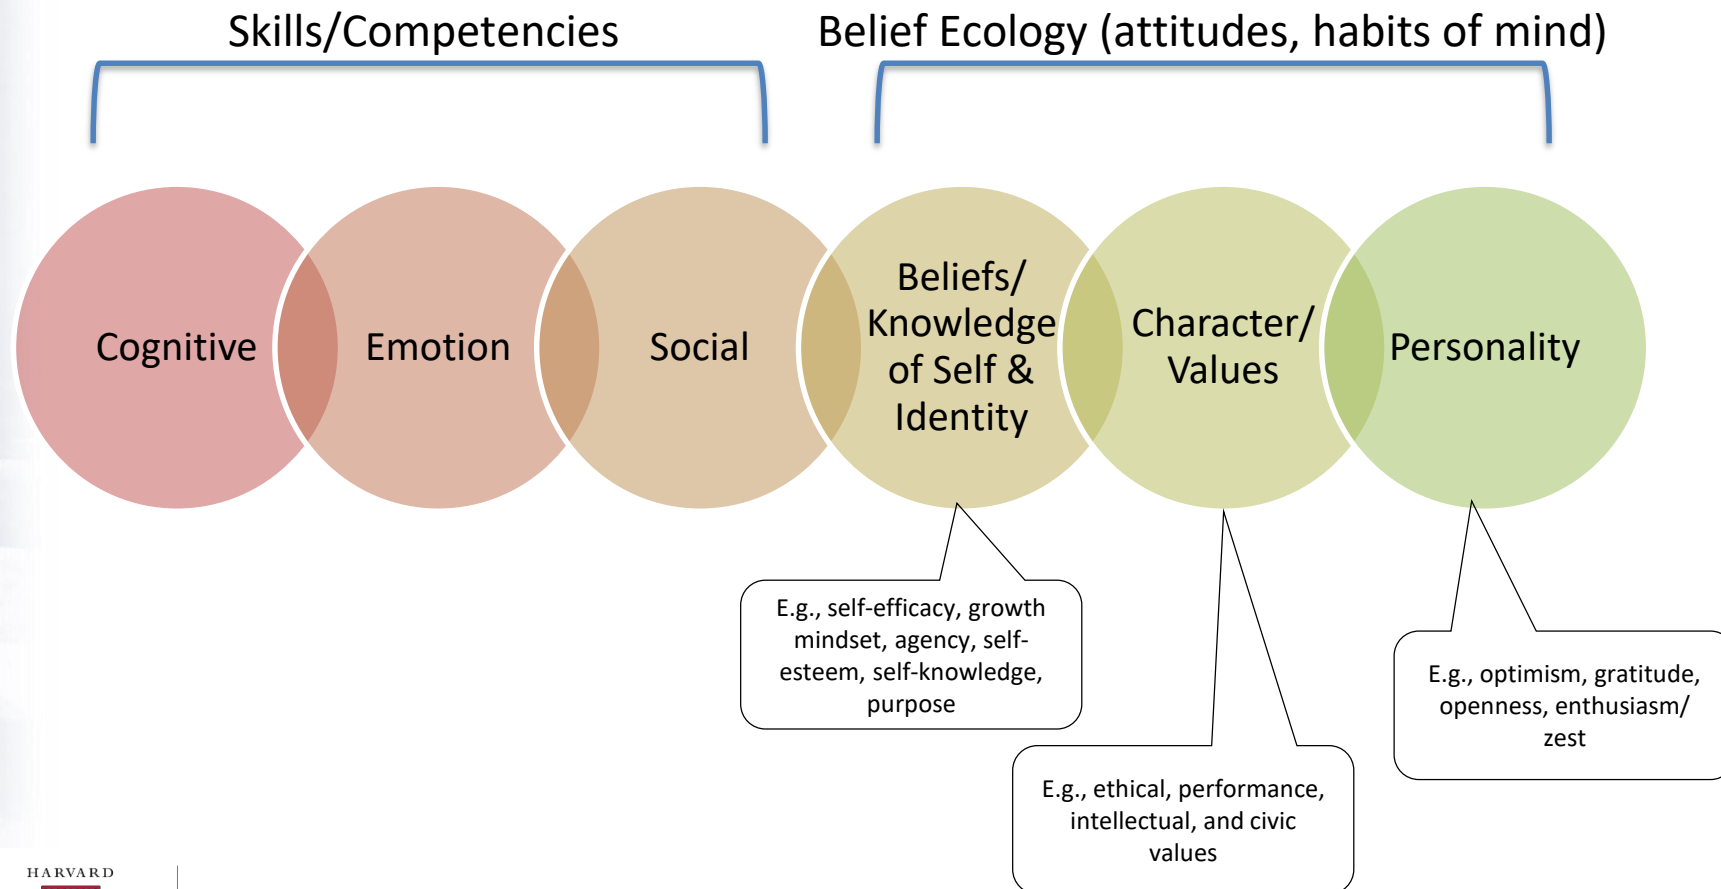 Skills/Competencies
Belief Ecology (attitudes, habits of mind)
Cognitive
Emotion
Social
Beliefs/
Knowledge
of Self &
Identity
Character/
Values
Personality
E.g., self-efficacy, growth
mindset, agency, self-
esteem, self-knowledge,
purpose
E.g., ethical, performance,
intellectual, and civic
values
E.g., optimism, gratitude,
openness, enthusiasm/
zest
HARVARD